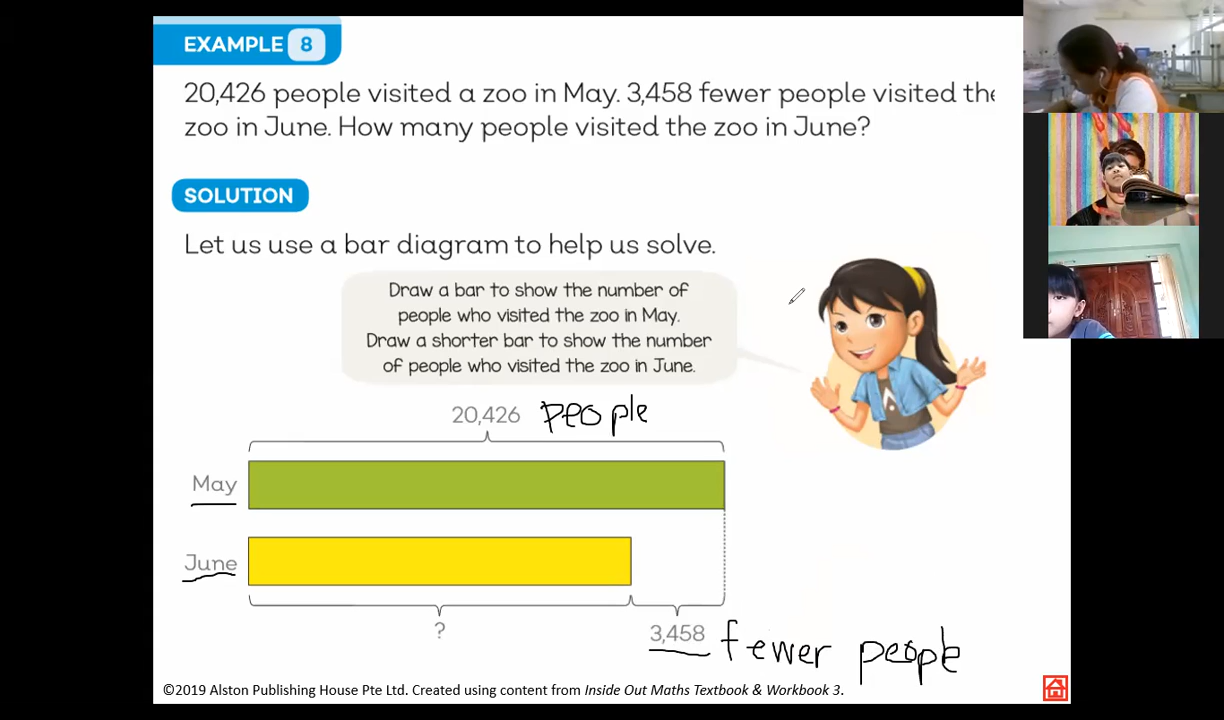 EXAMPLE 8
20,426 people visited a zoo in May. 3,458 fewer people visited the
zoo in June. How many people visited the zoo in June?
SOLUTION
Let us use a bar diagram to help us solve.
Draw a bar to show the number of
people who visited the zoo in May.
Draw a shorter bar to show the number
of people who visited the zoo in June.
20,426 people
May
June
?
3,458 fewer people
©2019 Alston Publishing House Pte Ltd. Created using content from Inside Out Maths Textbook & Workbook 3.